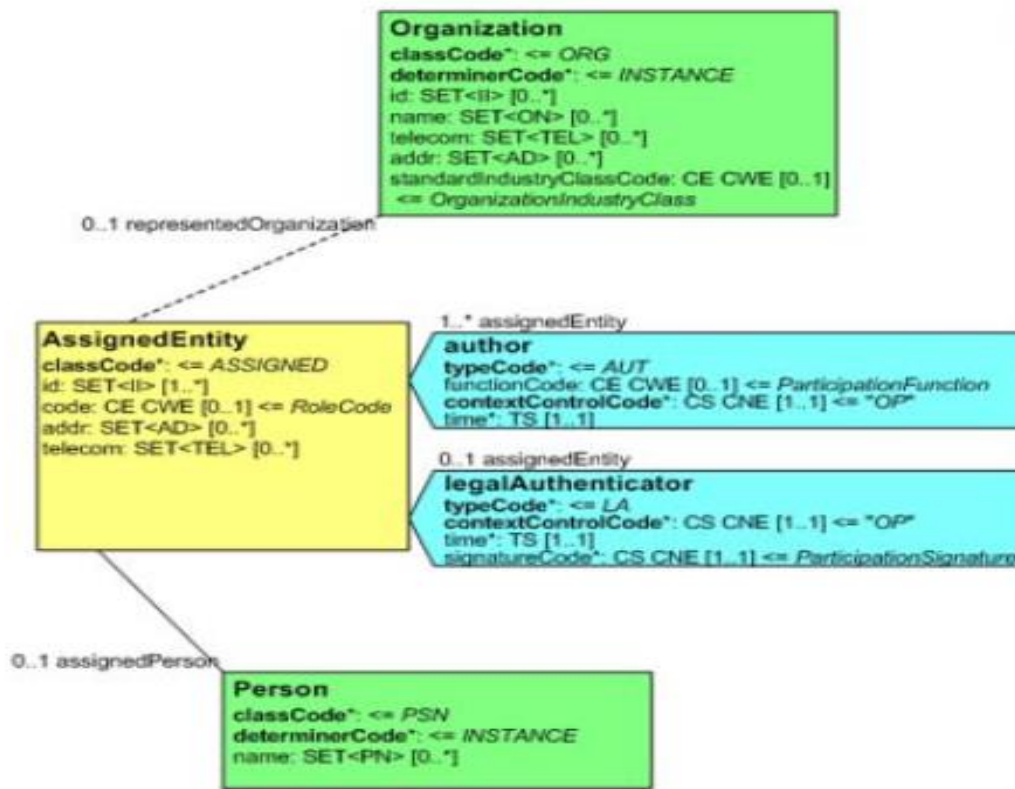 Organization
classCode*: <= ORG
determinerCode*: <= INSTANCE
id: SET<II> [0..*]
name: SET<ON> [0..*]
telecom: SET<TEL> [0..*]
addr: SET<AD> [0..*]
standardIndustryClassCode: CE CWE [0..1]
<= OrganizationIndustryClass
0..1 representedOrganization
AssignedEntity
classCode*: <= ASSIGNED
id: SET<II> [1..*]
code: CE CWE [0..1] <= RoleCode
addr: SET<AD> [0..*]
telecom: SET<TEL> [0..*]
1..* assignedEntity
author
typeCode*: <= AUT
functionCode: CE CWE [0..1] <= ParticipationFunction
contextControlCode*: CS CNE [1..1] <= "OP"
time*: TS [1..1]
0..1 assignedEntity
legalAuthenticator
typeCode*: <= LA
contextControlCode*: CS CNE [1..1] <= "OP"
time*: TS [1..1]
signatureCode*: CS CNE [1..1] <= ParticipationSignature
0..1 assignedPerson
Person
classCode*: <= PSN
determinerCode*: <= INSTANCE
name: SET<PN> [0..*]